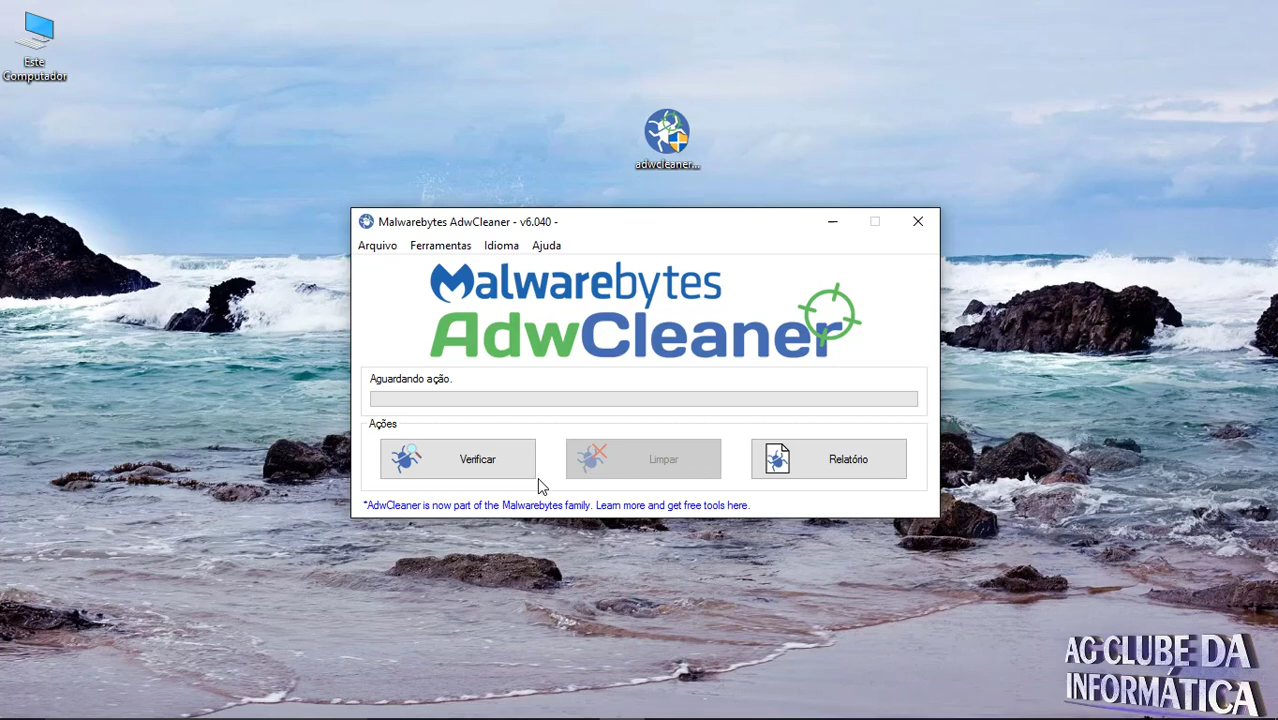 Este
Computador
adwcleaner...
Malwarebytes AdwCleaner - v6.040 -
Arquivo Ferramentas Idioma Ajuda
Malwarebytes
AdwCleaner
Aguardando ação.
Ações
Verificar Limpar Relatório
*AdwCleaner is now part of the Malwarebytes family. Learn more and get free tools here.
AG CLUBE DA
INFORMÁTICA